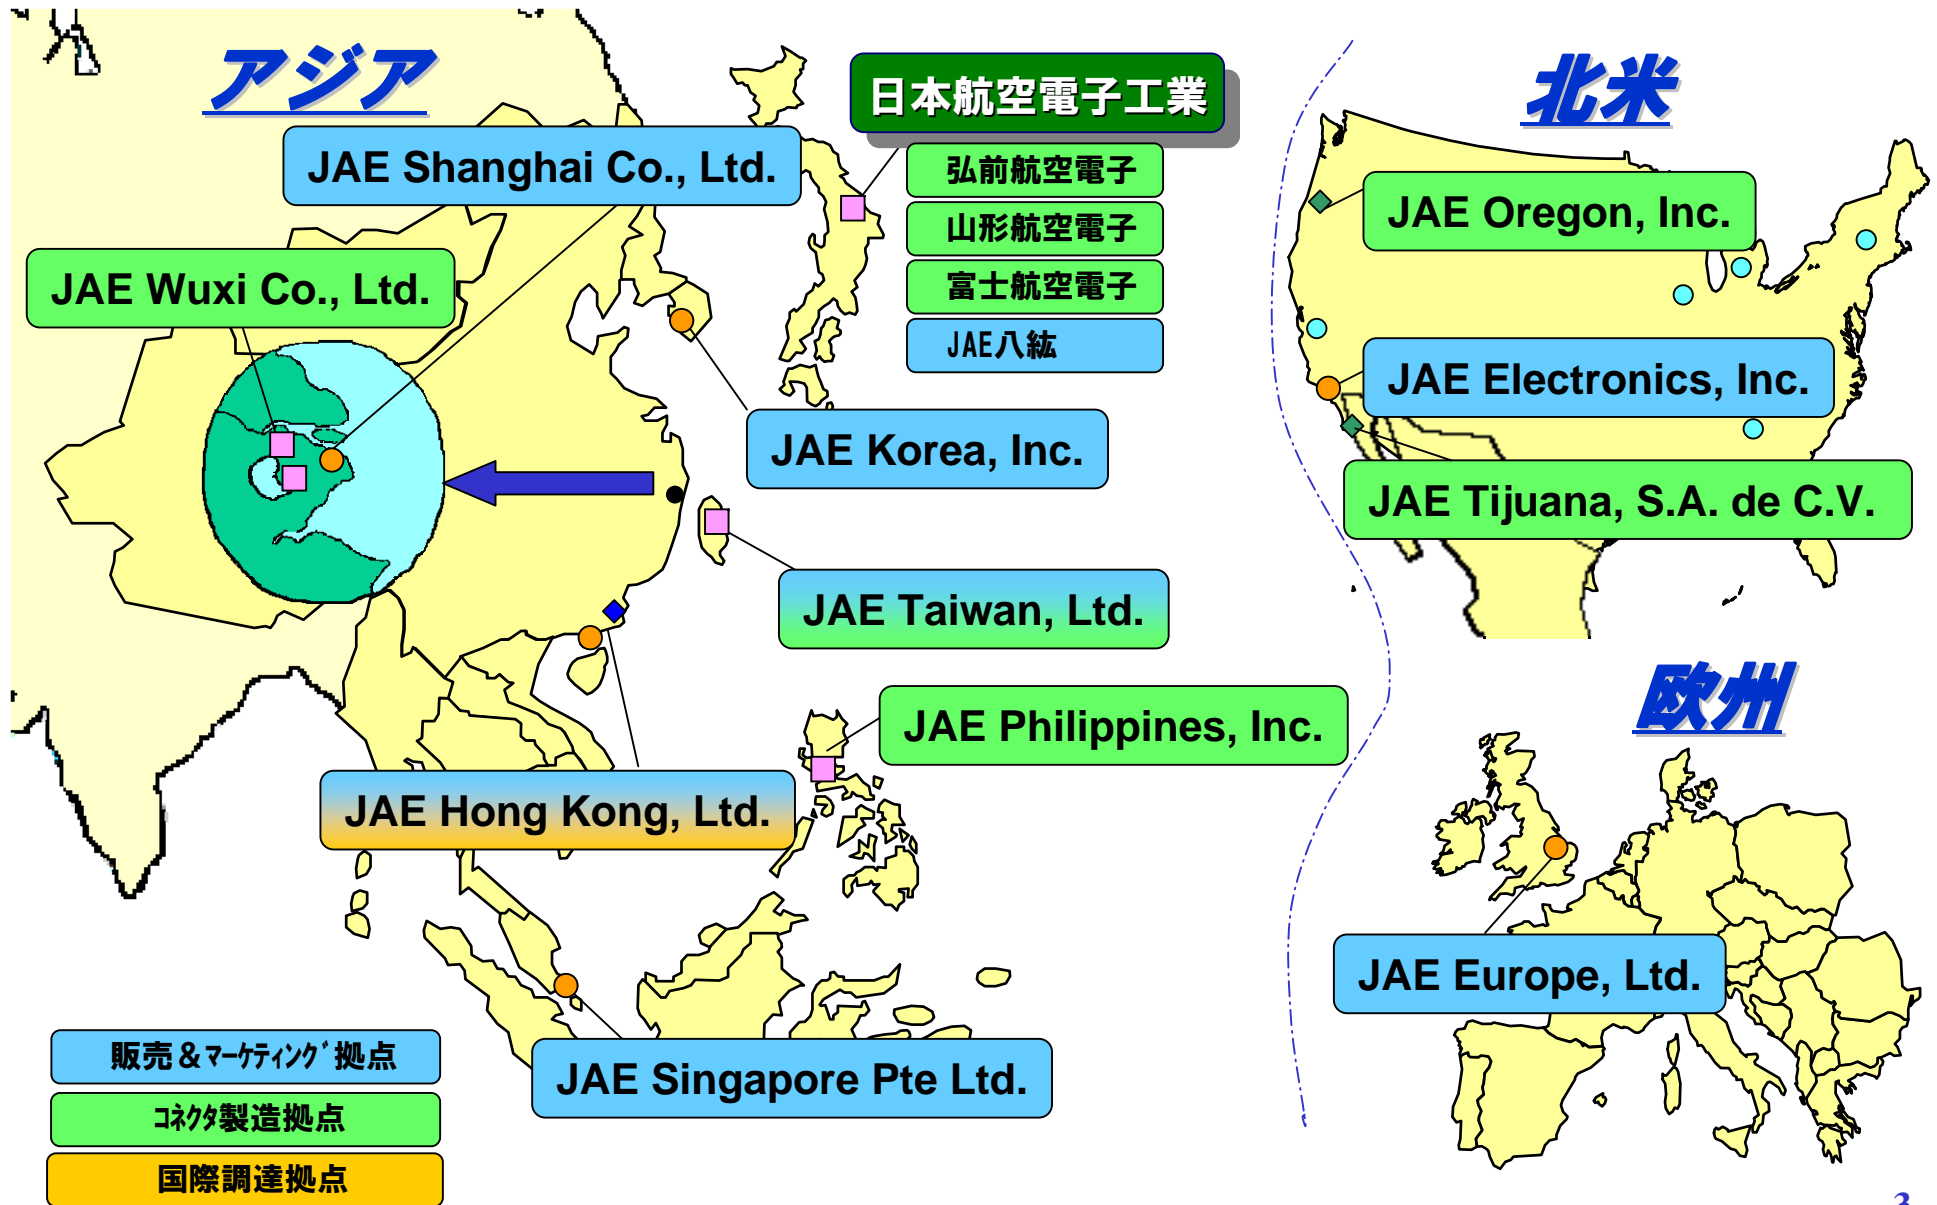 アジア
日本航空電子工業
北米
JAE Shanghai Co., Ltd.
弘前航空電子
山形航空電子
富士航空電子
JAE八紘
JAE Oregon, Inc.
JAE Wuxi Co., Ltd.
JAE Electronics, Inc.
JAE Korea, Inc.
JAE Tijuana, S.A. de C.V.
JAE Taiwan, Ltd.
欧州
JAE Philippines, Inc.
JAE Hong Kong, Ltd.
JAE Europe, Ltd.
JAE Singapore Pte Ltd.
販売&ﾏｰｹﾃｨﾝｸﾞ拠点
ｺﾈｸﾀ製造拠点
国際調達拠点
3